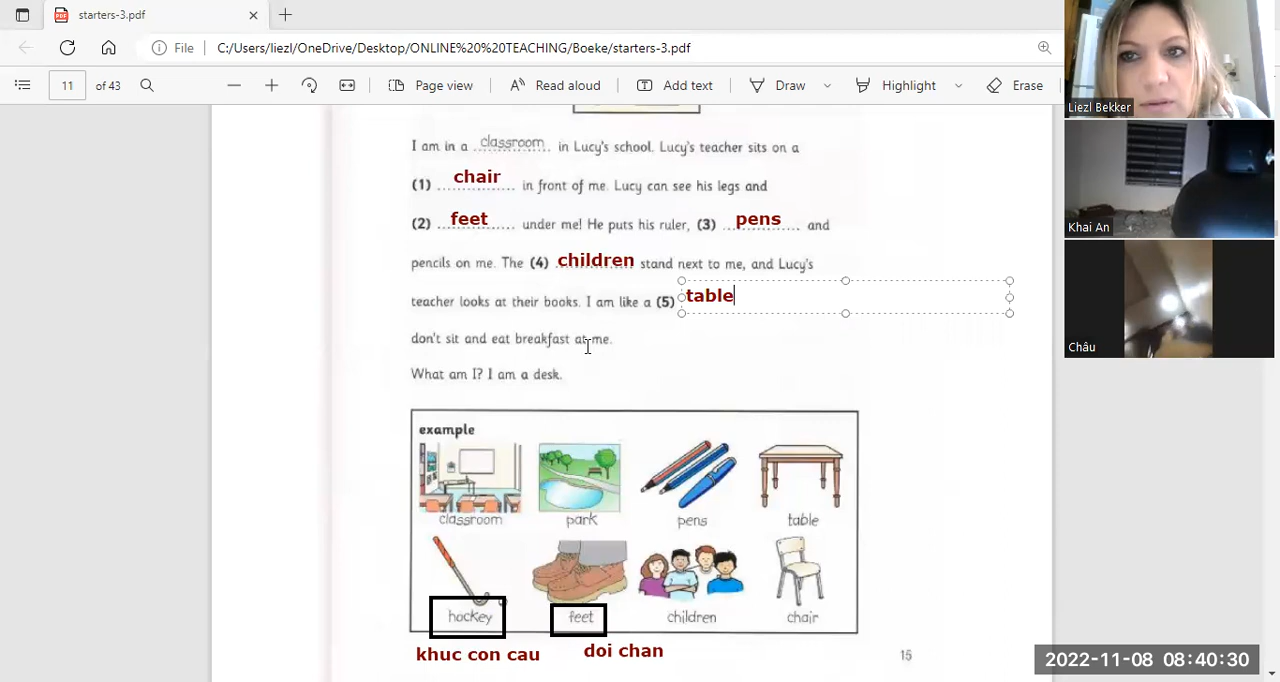 starters-3.pdf
File C:/Users/liezl/OneDrive/Desktop/ONLINE%20%20TEACHING/Boeke/starters-3.pdf
11 of 43 Page view Read aloud Add text Draw Highlight Erase
Liezl Bekker
Khai An
Châu
I am in a classroom in Lucy's school. Lucy's teacher sits on a
(1) chair in front of me. Lucy can see his legs and
(2) feet under me! He puts his ruler, (3) pens and
pencils on me. The (4) children stand next to me, and Lucy's
teacher looks at their books. I am like a (5) table
don't sit and eat breakfast at me.
What am I? I am a desk.
example
classroom park pens table
hockey feet children chair
khuc con cau doi chan
15
2022-11-08 08:40:30